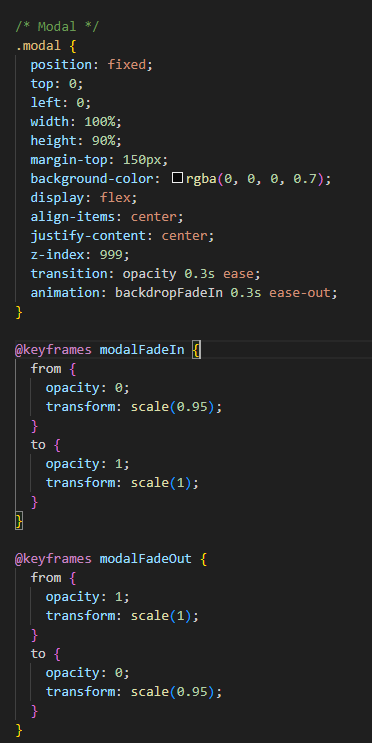 /* Modal */
.modal {
  position: fixed;
  top: 0;
  left: 0;
  width: 100%;
  height: 90%;
  margin-top: 150px;
  background-color: rgba(0, 0, 0, 0.7);
  display: flex;
  align-items: center;
  justify-content: center;
  z-index: 999;
  transition: opacity 0.3s ease;
  animation: backdropFadeIn 0.3s ease-out;
}

@keyframes modalFadeIn {
  from {
    opacity: 0;
    transform: scale(0.95);
  }
  to {
    opacity: 1;
    transform: scale(1);
  }
}

@keyframes modalFadeOut {
  from {
    opacity: 1;
    transform: scale(1);
  }
  to {
    opacity: 0;
    transform: scale(0.95);
  }
}